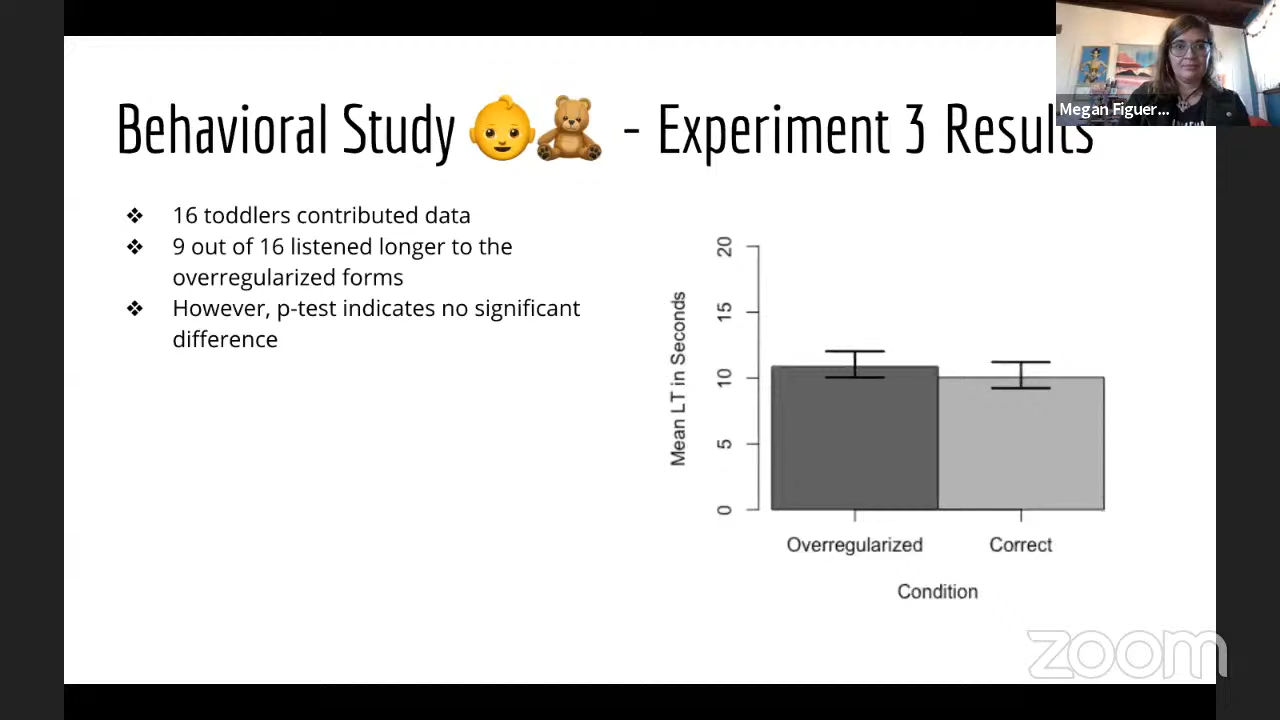 Megan Figuer...
Behavioral Study 👶🧸 - Experiment 3 Results
❖ 16 toddlers contributed data
❖ 9 out of 16 listened longer to the
overregularized forms
❖ However, p-test indicates no significant
difference
Mean LT in Seconds
20
15
10
5
0
Overregularized
Correct
Condition
zoom